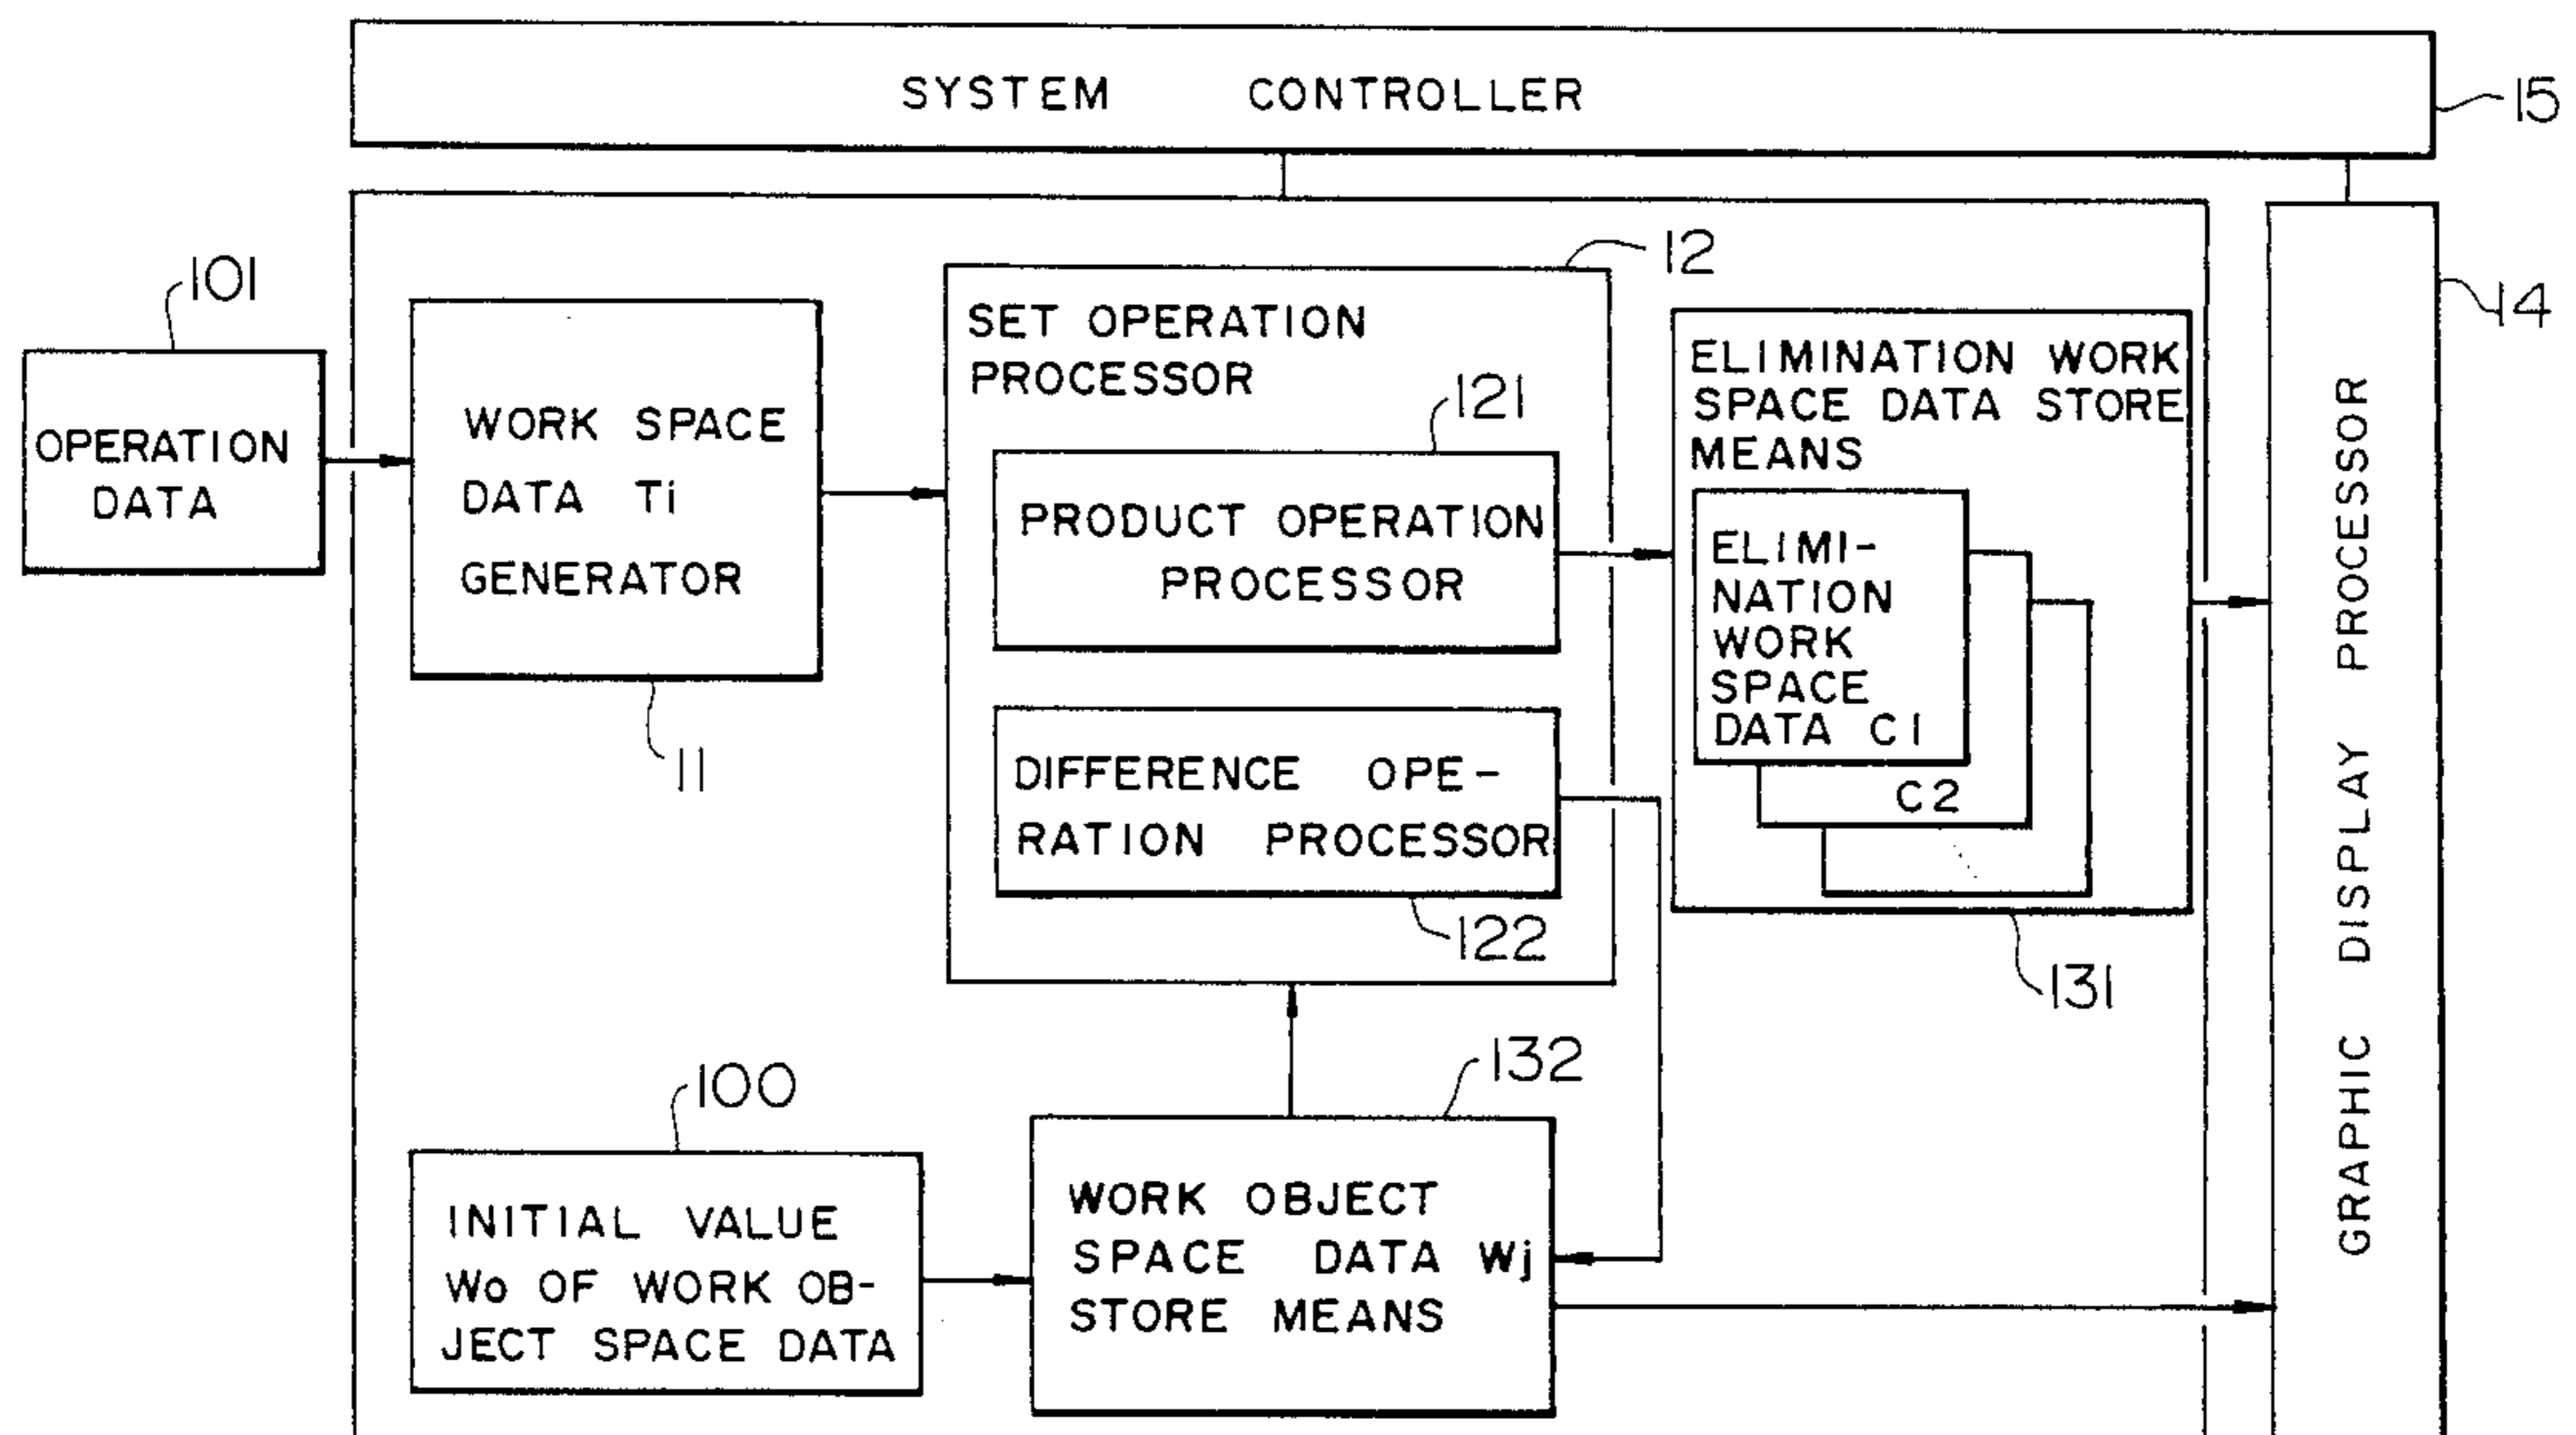 SYSTEM CONTROLLER
15
101
OPERATION
DATA
WORK SPACE
DATA Ti
GENERATOR
11
12
SET OPERATION
PROCESSOR
121
PRODUCT OPERATION
PROCESSOR
DIFFERENCE OPE-
RATION PROCESSOR
122
ELIMINATION WORK
SPACE DATA STORE
MEANS
ELIMI-
NATION
WORK
SPACE
DATA C1
C2
131
14
GRAPHIC DISPLAY PROCESSOR
100
INITIAL VALUE
Wo OF WORK OB-
JECT SPACE DATA
132
WORK OBJECT
SPACE DATA Wj
STORE MEANS